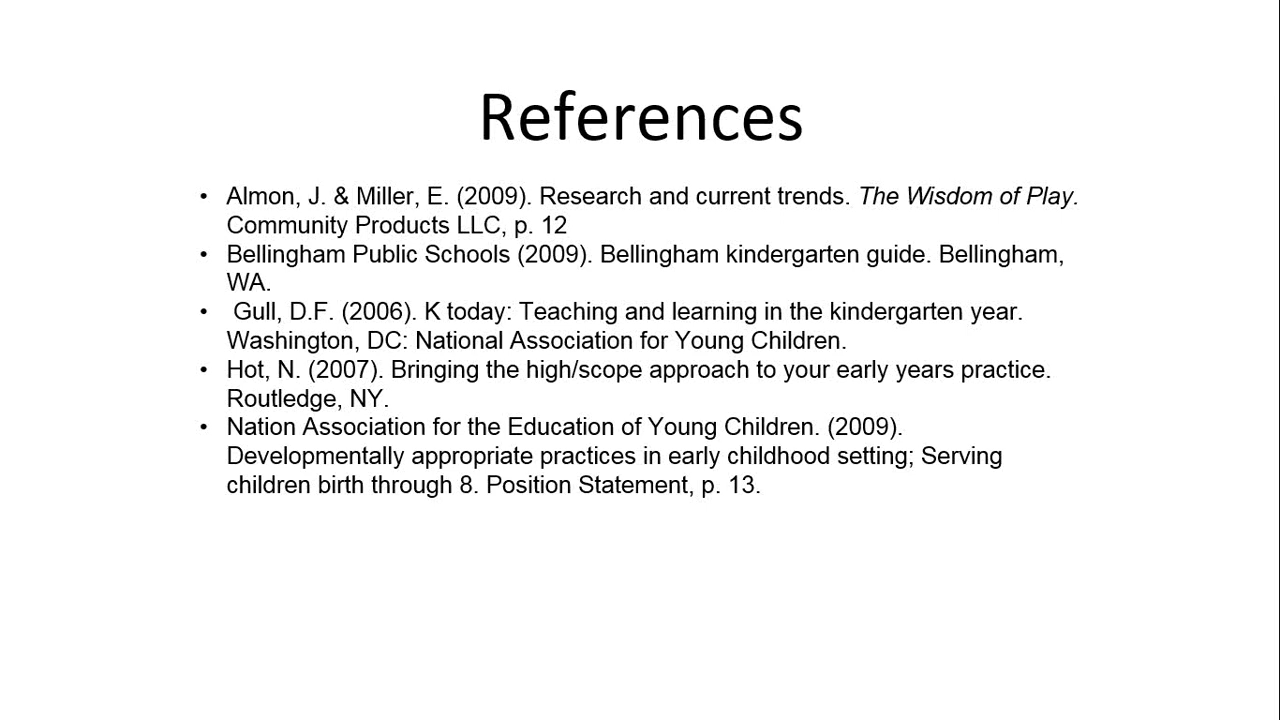 References
• Almon, J. & Miller, E. (2009). Research and current trends. The Wisdom of Play.
Community Products LLC, p. 12
• Bellingham Public Schools (2009). Bellingham kindergarten guide. Bellingham,
WA.
• Gull, D.F. (2006). K today: Teaching and learning in the kindergarten year.
Washington, DC: National Association for Young Children.
• Hot, N. (2007). Bringing the high/scope approach to your early years practice.
Routledge, NY.
• Nation Association for the Education of Young Children. (2009).
Developmentally appropriate practices in early childhood setting; Serving
children birth through 8. Position Statement, p. 13.